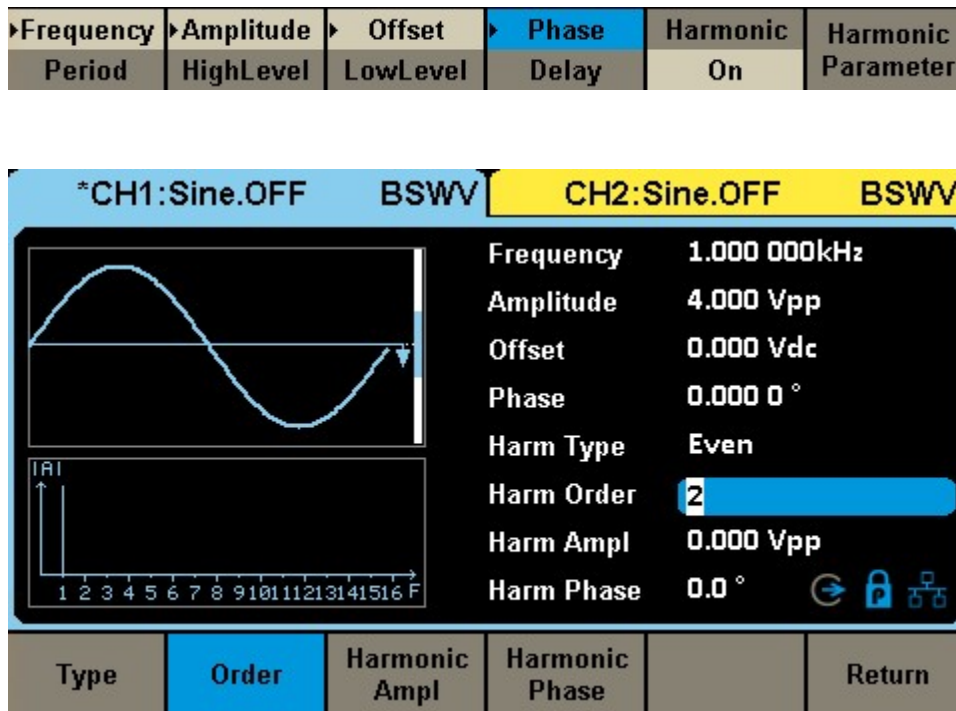 Frequency Amplitude Offset Phase Harmonic Harmonic
Period HighLevel LowLevel Delay On Parameter
*CH1:Sine.OFF BSWV CH2:Sine.OFF BSWV
Frequency 1.000 000kHz
Amplitude 4.000 Vpp
Offset 0.000 Vdc
Phase 0.000 0 °
Harm Type Even
|A|
Harm Order 2
Harm Ampl 0.000 Vpp
1 2 3 4 5 6 7 8 9 10 11 12 13 14 15 16 F
Harm Phase 0.0 °
P
Type Order Harmonic Ampl Harmonic Phase Return